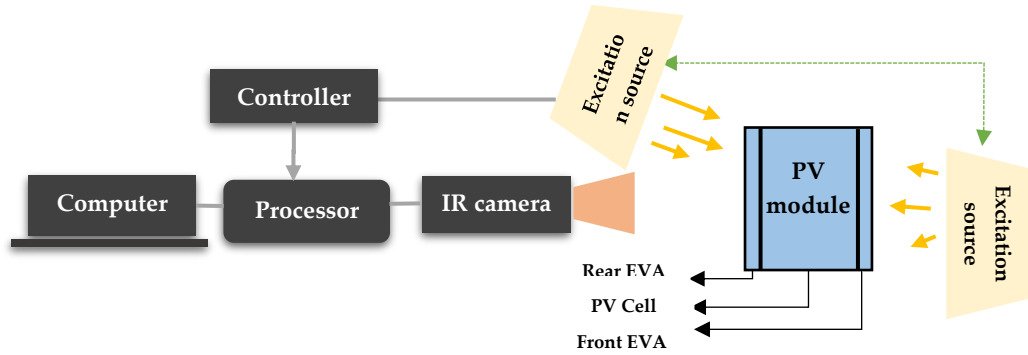 Excitatio
n source
Controller
PV
module
Computer
Processor
IR camera
Excitation
source
Rear EVA
PV Cell
Front EVA